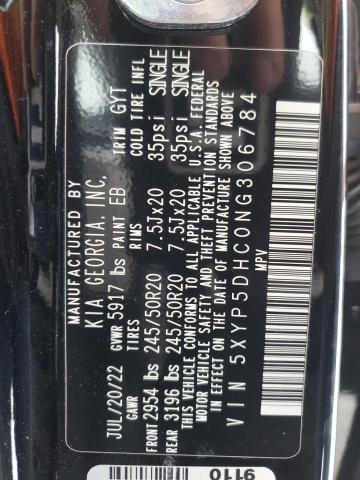 MANUFACTURED BY
KIA GEORGIA, INC.
JUL/20/22 GVWR 5917 lbs PAINT EB TRIM GYT
GAWR TIRES RIMS COLD TIRE INFL
FRONT 2954 lbs 245/50R20 7.5Jx20 35psi SINGLE
REAR 3196 lbs 245/50R20 7.5Jx20 35psi SINGLE
THIS VEHICLE CONFORMS TO ALL APPLICABLE U.S.A. FEDERAL
MOTOR VEHICLE SAFETY AND THEFT PREVENTION STANDARDS
IN EFFECT ON THE DATE OF MANUFACTURE SHOWN ABOVE
VIN 5XYP5DHC0NG306784
MPV
9110